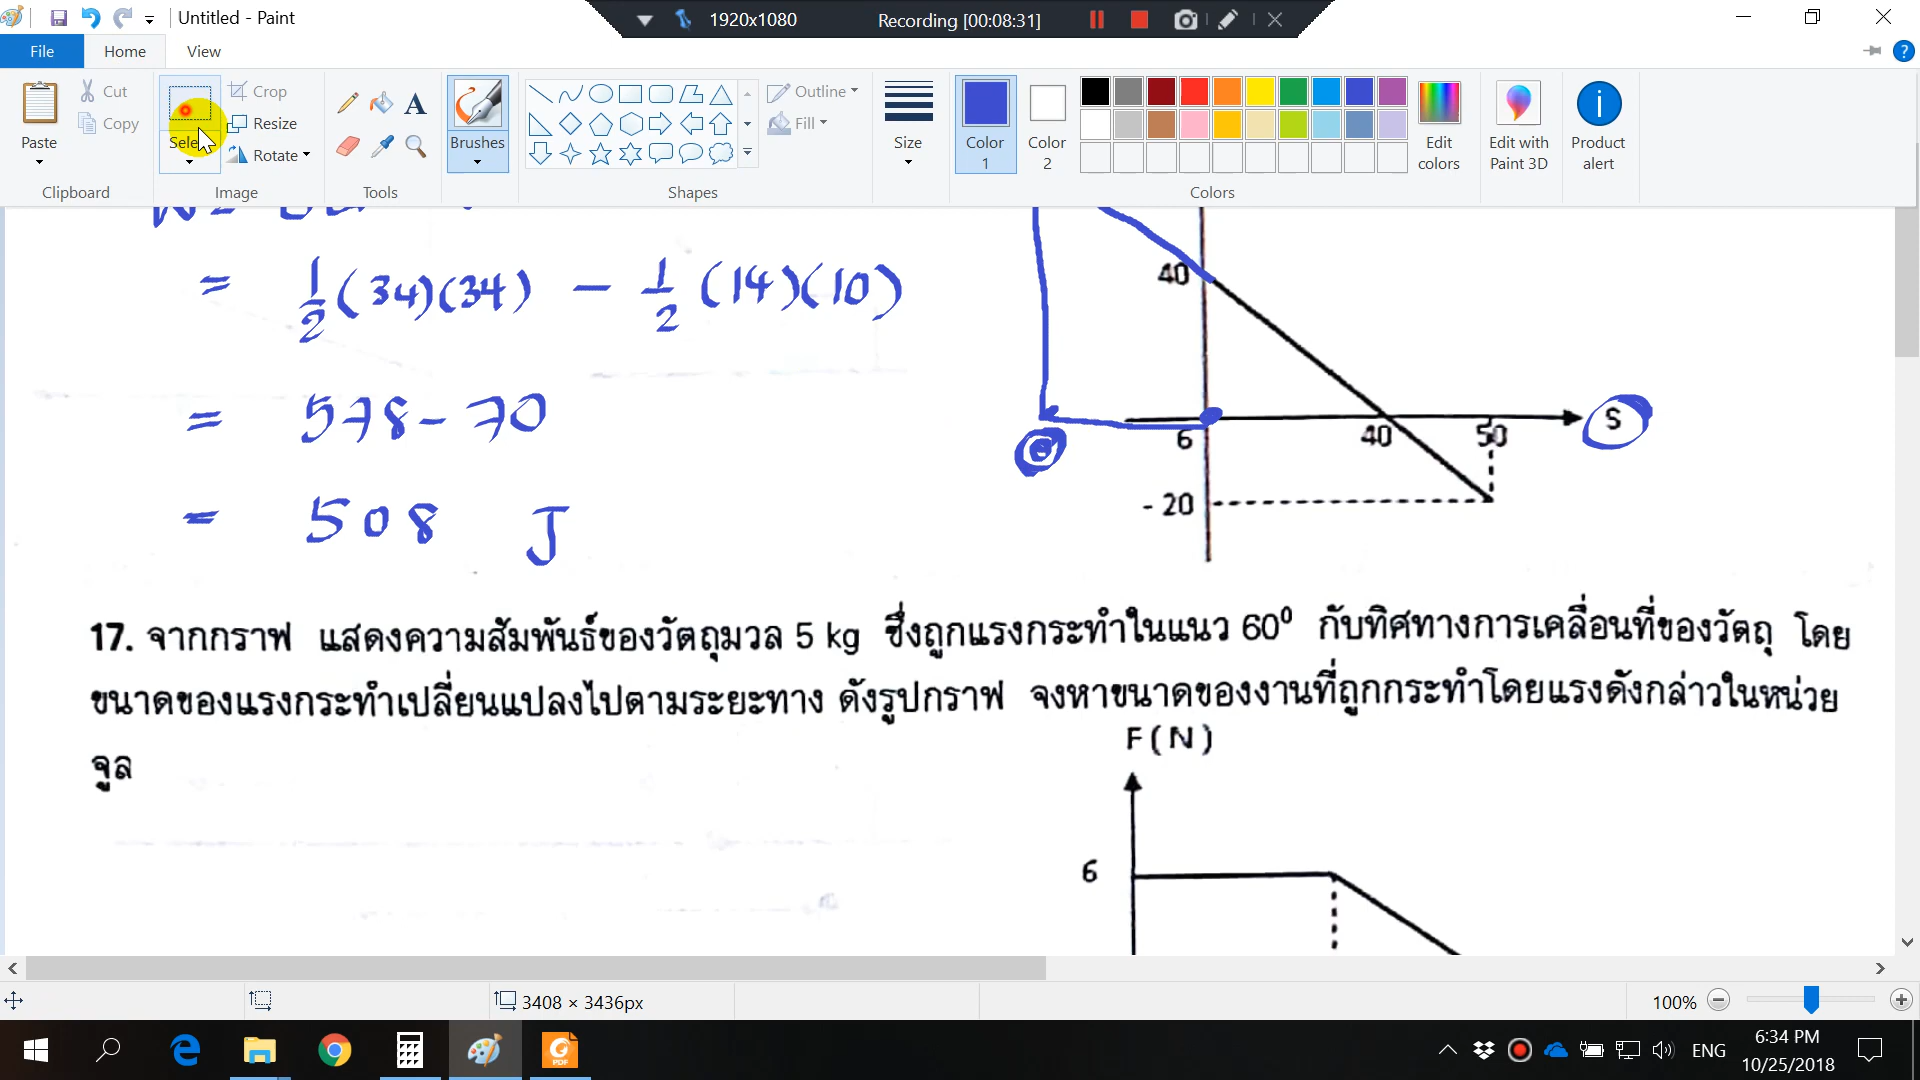 Untitled - Paint
1920x1080
Recording [00:08:31]
File
Home
View
Paste
Cut
Copy
Clipboard
Select
Crop
Resize
Rotate
Image
Tools
Brushes
Shapes
Outline
Fill
Size
Color
1
Color
2
Colors
Edit
colors
Edit with
Paint 3D
Product
alert
= 1/2 (34)(34) - 1/2 (14)(10)
= 578 - 70
= 508 J
40
6
40
50
S
- 20
17. จากกราฟ แสดงความสัมพันธ์ของวัตถุมวล 5 kg ซึ่งถูกแรงกระทำในแนว 60⁰ กับทิศทางการเคลื่อนที่ของวัตถุ โดย
ขนาดของแรงกระทำเปลี่ยนแปลงไปตามระยะทาง ดังรูปกราฟ จงหาขนาดของงานที่ถูกกระทำโดยแรงดังกล่าวในหน่วย
จูล
F(N)
6
3408 × 3436px
100%
PDF
ENG
6:34 PM
10/25/2018